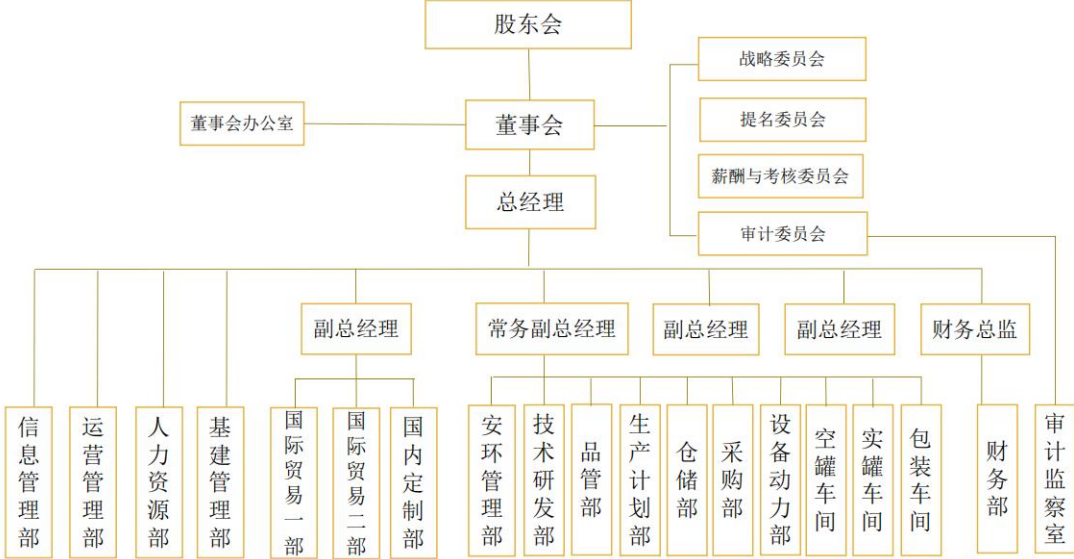 股东会
战略委员会
董事会办公室
董事会
提名委员会
薪酬与考核委员会
总经理
审计委员会
副总经理
常务副总经理
副总经理
副总经理
财务总监
信息管理部
运营管理部
人力资源部
基建管理部
国际贸易一部
国际贸易二部
国内定制部
安环管理部
技术研发部
品管部
生产计划部
仓储部
采购部
设备动力部
空罐车间
实罐车间
包装车间
财务部
审计监察室